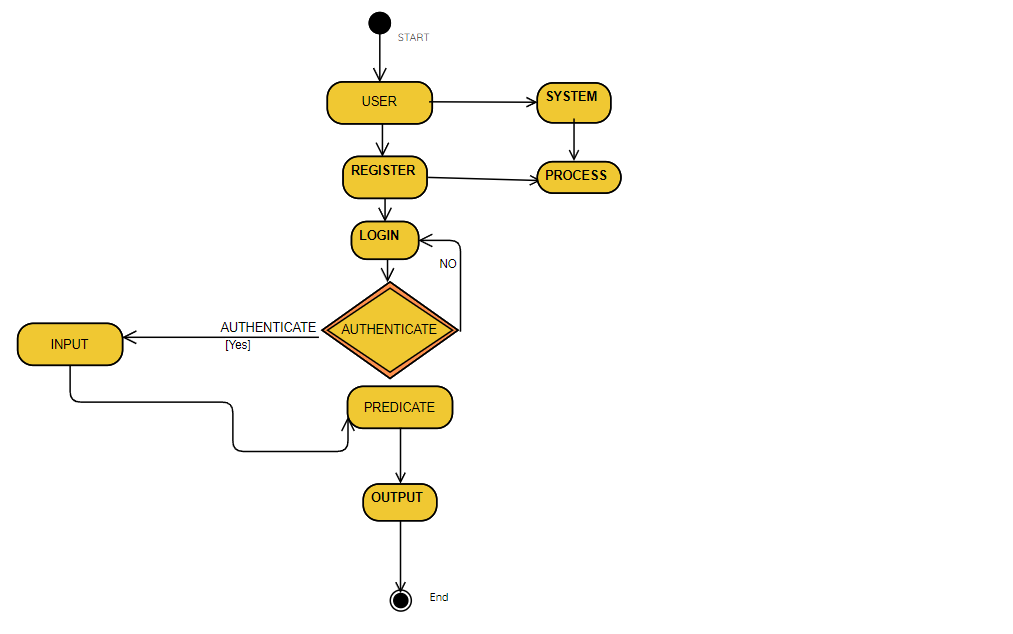 START
USER
SYSTEM
REGISTER
PROCESS
LOGIN
NO
AUTHENTICATE
AUTHENTICATE
[Yes]
INPUT
PREDICATE
OUTPUT
End